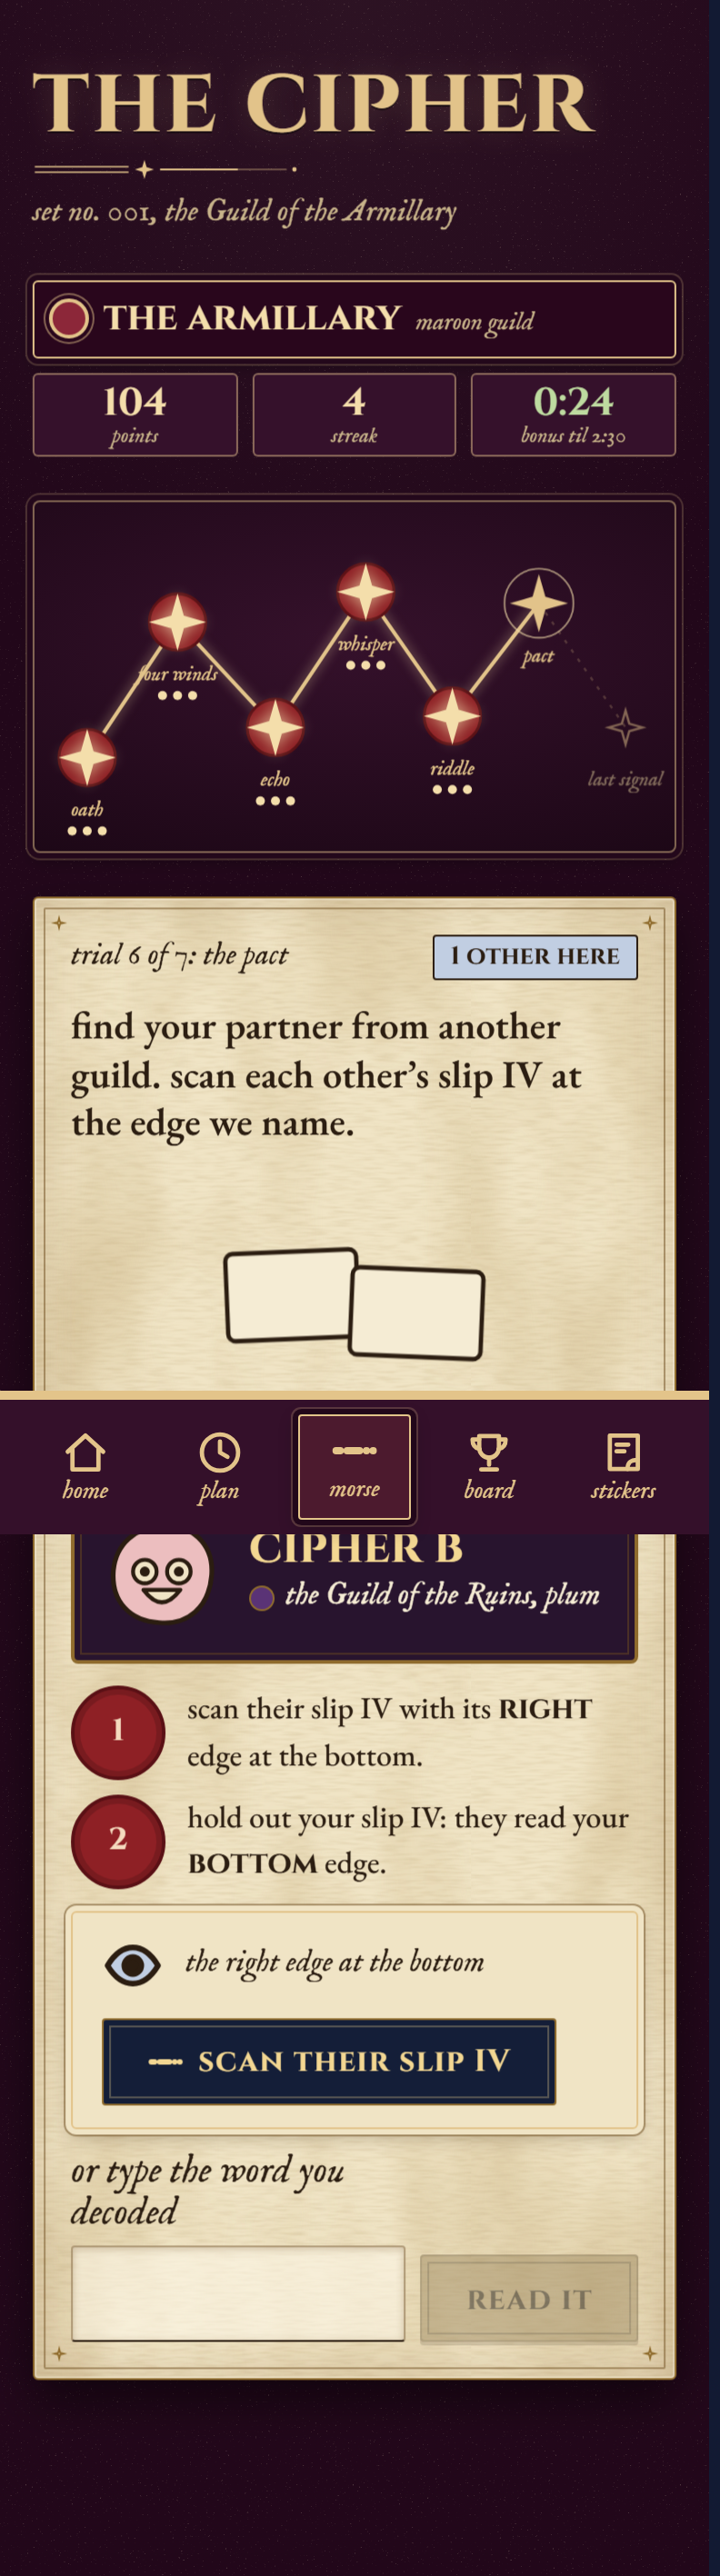 THE CIPHER
set no. 001, the Guild of the Armillary
THE ARMILLARY maroon guild
104
points
4
streak
0:24
bonus til 2:30
four winds
whisper
pact
oath
echo
riddle
last signal
trial 6 of 7: the pact
1 OTHER HERE
find your partner from another
guild. scan each other’s slip IV at
the edge we name.
home
plan
morse
board
stickers
CIPHER B
the Guild of the Ruins, plum
1
scan their slip IV with its RIGHT
edge at the bottom.
2
hold out your slip IV: they read your
BOTTOM edge.
the right edge at the bottom
SCAN THEIR SLIP IV
or type the word you
decoded
READ IT